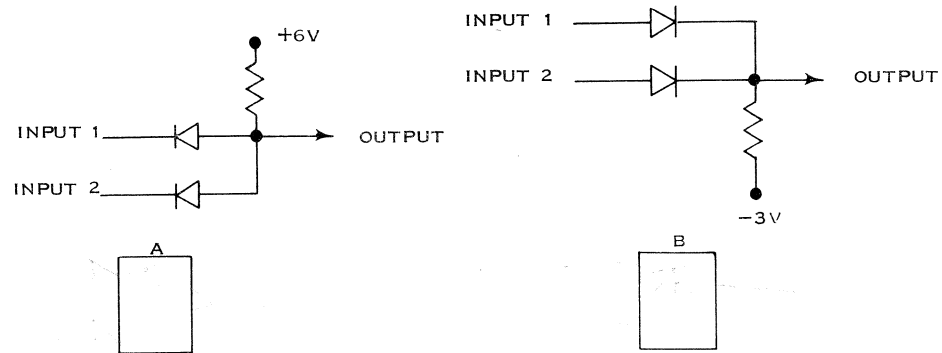 +6V
INPUT 1
OUTPUT
INPUT 2
A
INPUT 1
INPUT 2
OUTPUT
−3V
B